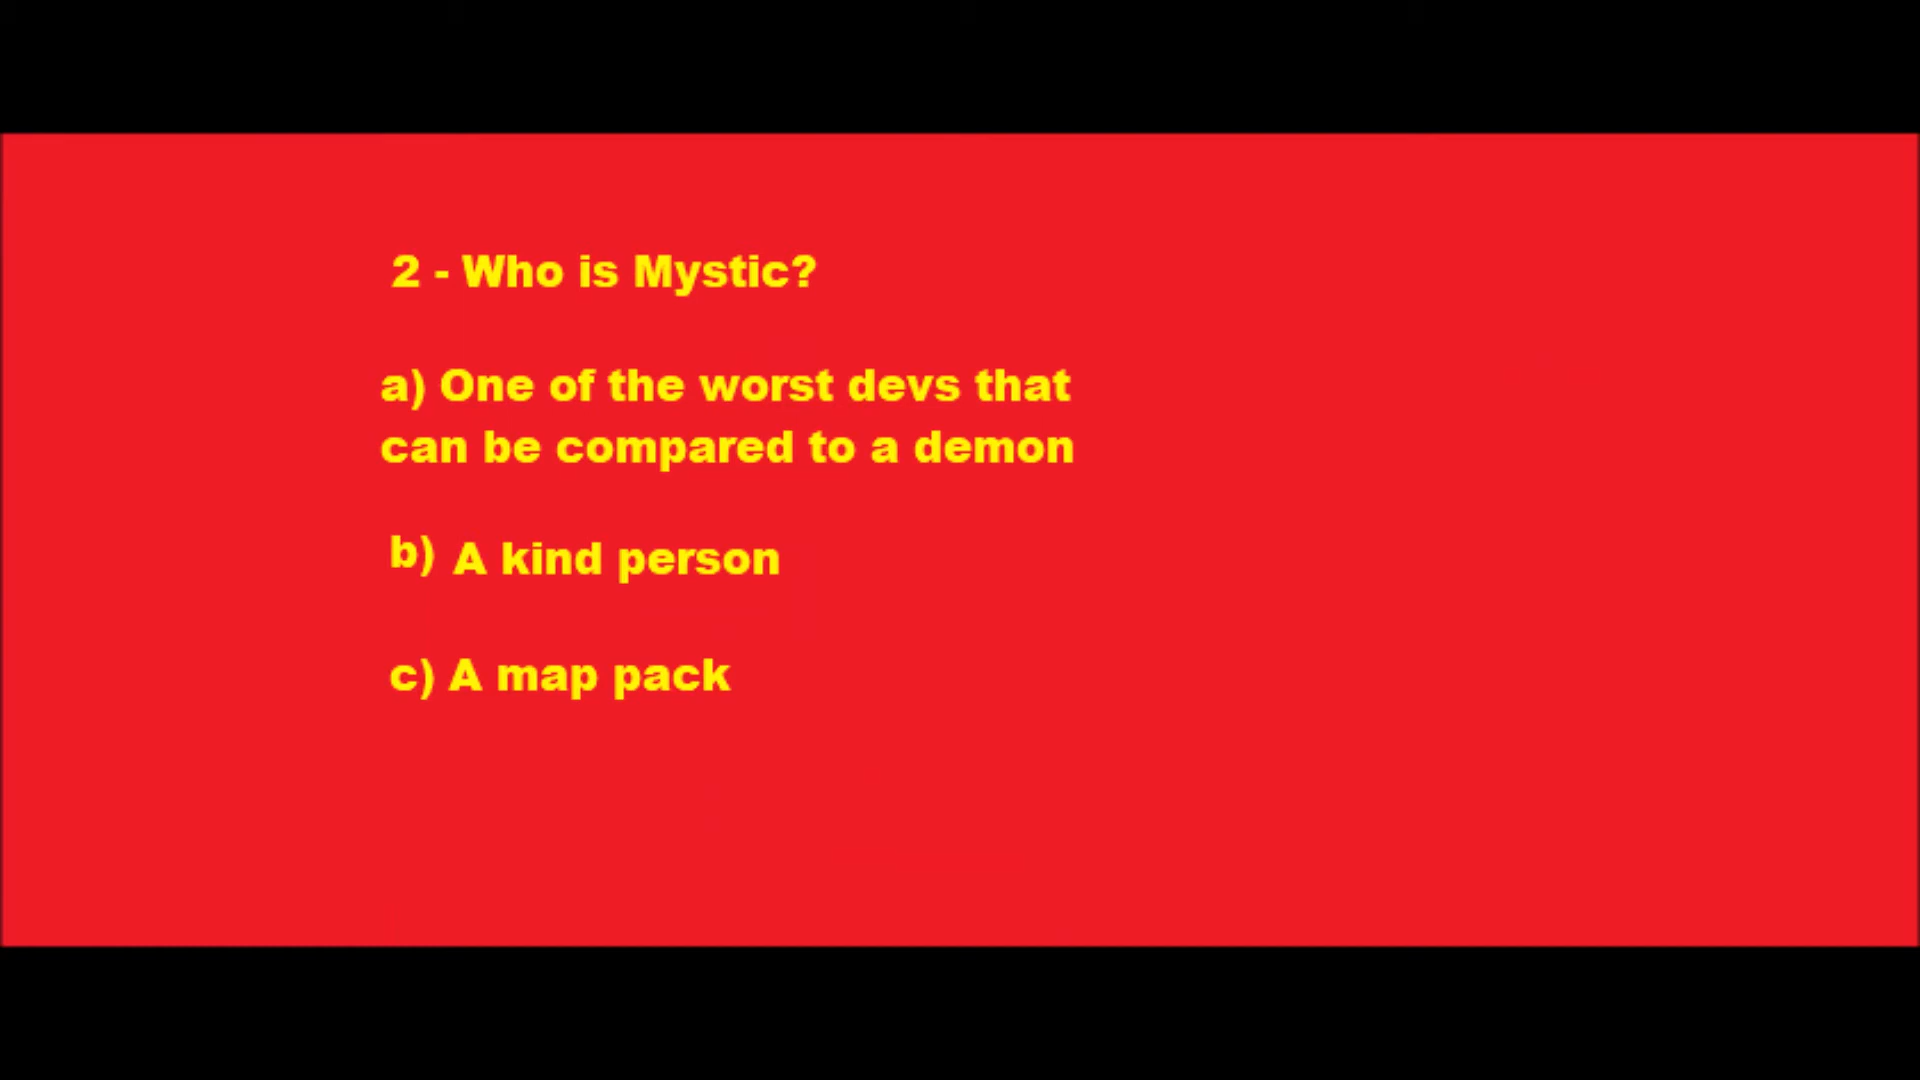 2 - Who is Mystic?
a) One of the worst devs that
can be compared to a demon
b) A kind person
c) A map pack